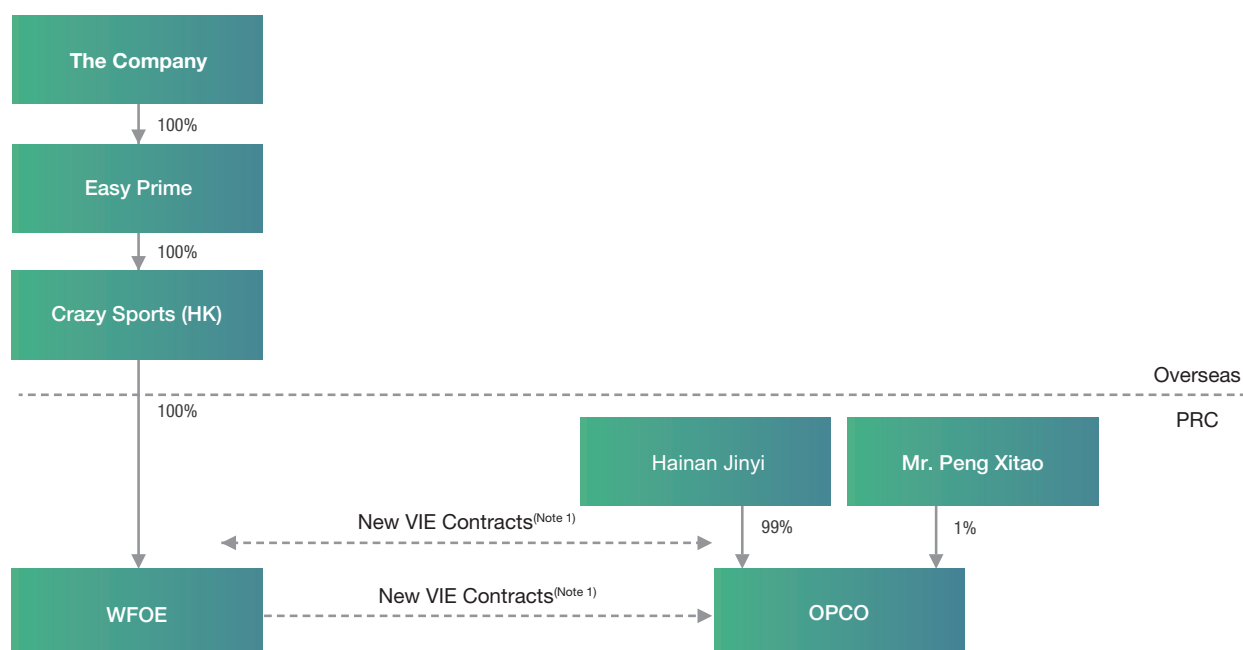 The Company
100%
Easy Prime
100%
Crazy Sports (HK)
Overseas
100%
PRC
Hainan Jinyi
Mr. Peng Xitao
New VIE Contracts(Note 1)
99%
1%
New VIE Contracts(Note 1)
WFOE
OPCO